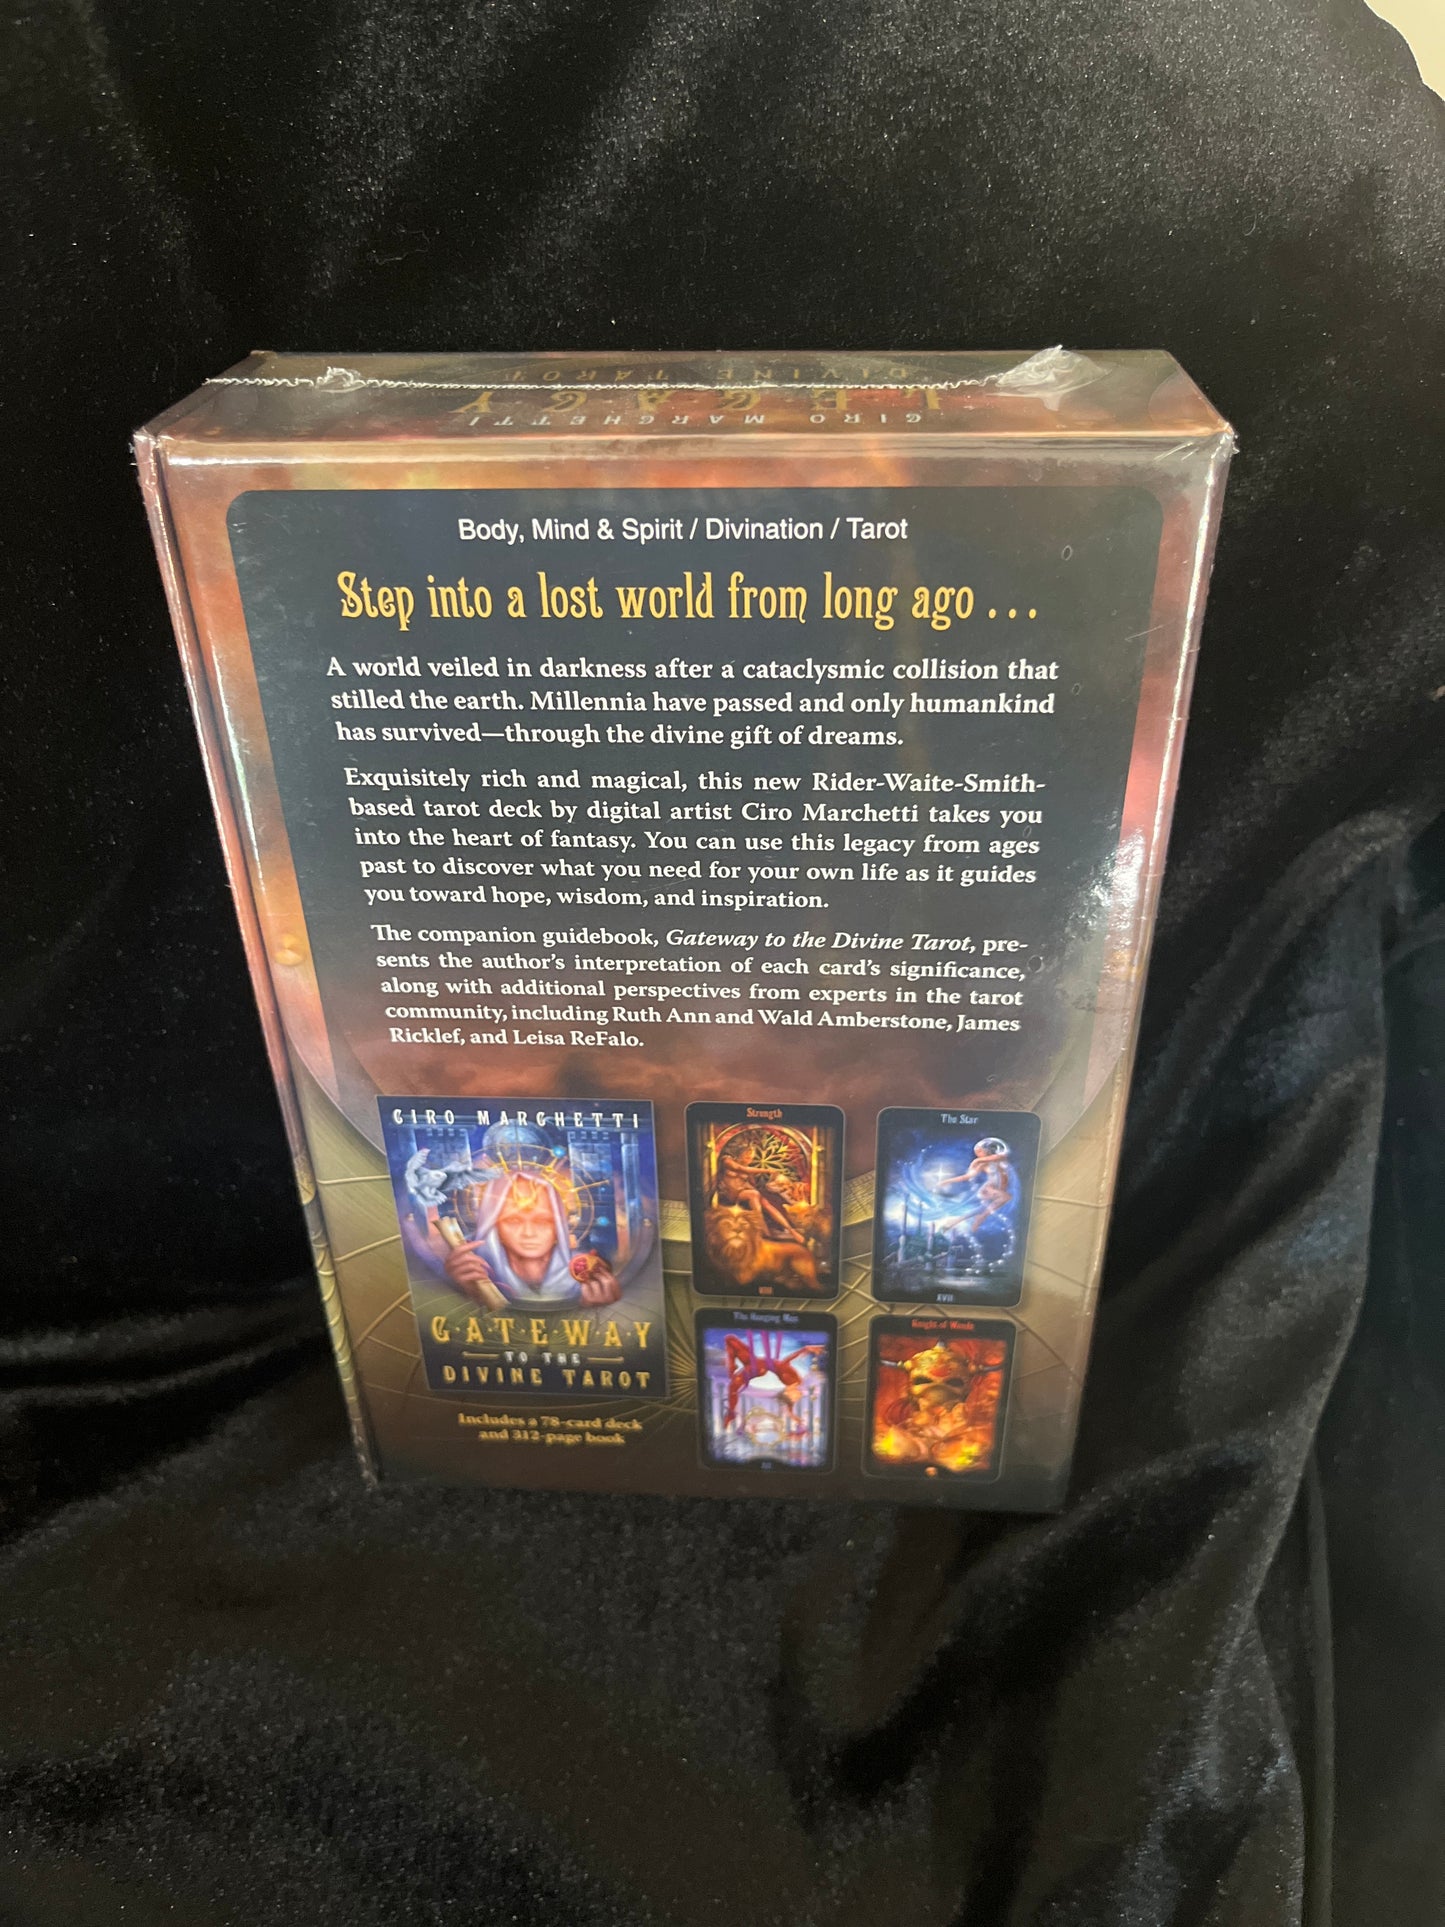 DIVINE TAROT
LEGACY
CIRO MARCHETTI
Body, Mind & Spirit / Divination / Tarot
Step into a lost world from long ago . . .
A world veiled in darkness after a cataclysmic collision that
stilled the earth. Millennia have passed and only humankind
has survived—through the divine gift of dreams.
Exquisitely rich and magical, this new Rider-Waite-Smith-
based tarot deck by digital artist Ciro Marchetti takes you
into the heart of fantasy. You can use this legacy from ages
past to discover what you need for your own life as it guides
you toward hope, wisdom, and inspiration.
The companion guidebook, Gateway to the Divine Tarot, pre-
sents the author's interpretation of each card's significance,
along with additional perspectives from experts in the tarot
community, including Ruth Ann and Wald Amberstone, James
Ricklef, and Leisa ReFalo.
CIRO MARCHETTI
GATEWAY
TO THE
DIVINE TAROT
Includes a 78-card deck
and 312-page book
Strength
VIII
The Star
XVII
The Hanging Man
XII
Knight of Wands